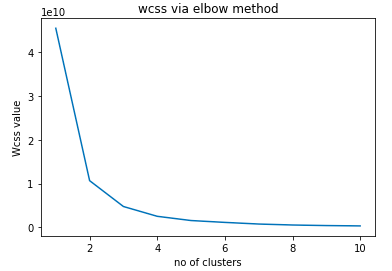 wcss via elbow method
1e10
4
3
2
1
0
Wcss value
2 4 6 8 10
no of clusters